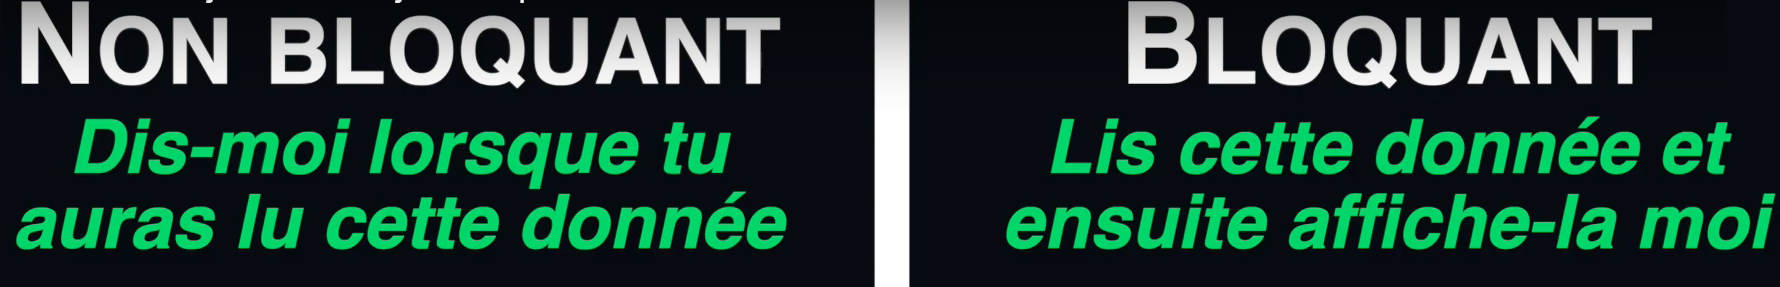 NON BLOQUANT
Dis-moi lorsque tu
auras lu cette donnée
BLOQUANT
Lis cette donnée et
ensuite affiche-la moi